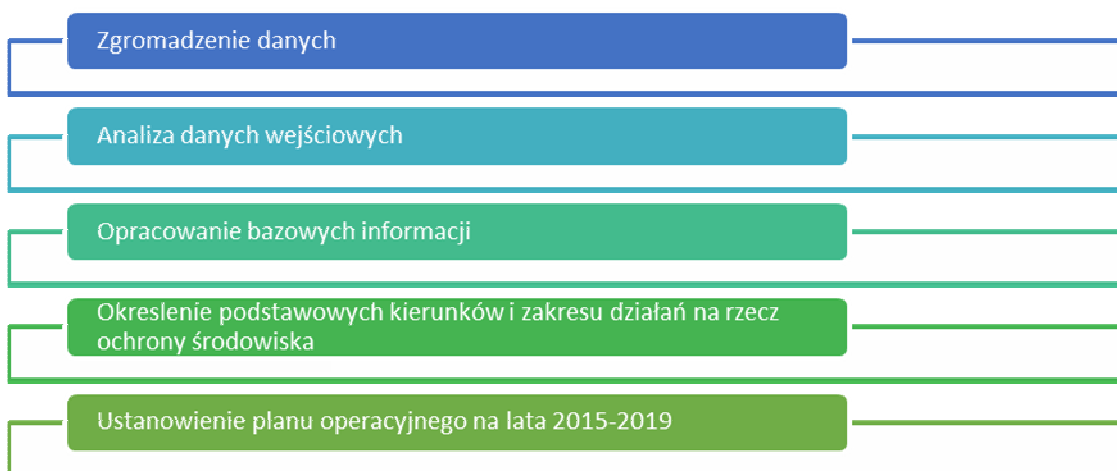 Zgromadzenie danych
Analiza danych wejściowych
Opracowanie bazowych informacji
Okreslenie podstawowych kierunków i zakresu działań na rzecz
ochrony środowiska
Ustanowienie planu operacyjnego na lata 2015-2019